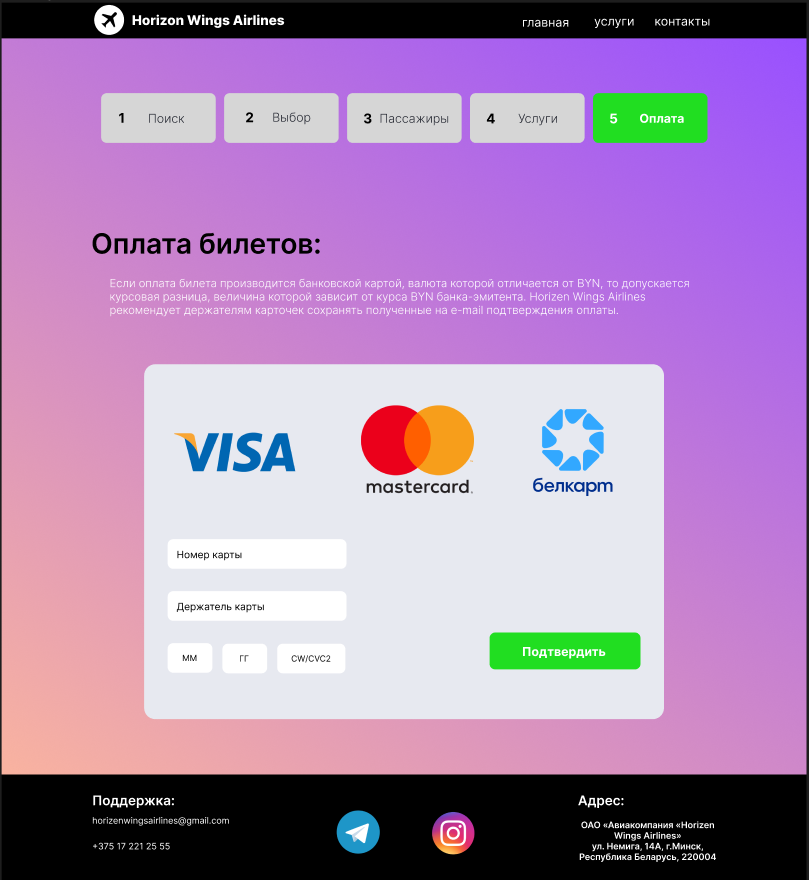 Horizon Wings Airlines
главная услуги контакты
1 Поиск
2 Выбор
3 Пассажиры
4 Услуги
5 Оплата
Оплата билетов:
Если оплата билета производится банковской картой, валюта которой отличается от BYN, то допускается
курсовая разница, величина которой зависит от курса BYN банка-эмитента. Horizen Wings Airlines
рекомендует держателям карточек сохранять полученные на e-mail подтверждения оплаты.
VISA
mastercard.
белкарт
Номер карты
Держатель карты
ММ
ГГ
CW/CVC2
Подтвердить
Поддержка:
horizenwingsairlines@gmail.com
+375 17 221 25 55
Адрес:
ОАО «Авиакомпания «Horizen
Wings Airlines»
ул. Немига, 14А, г.Минск,
Республика Беларусь, 220004